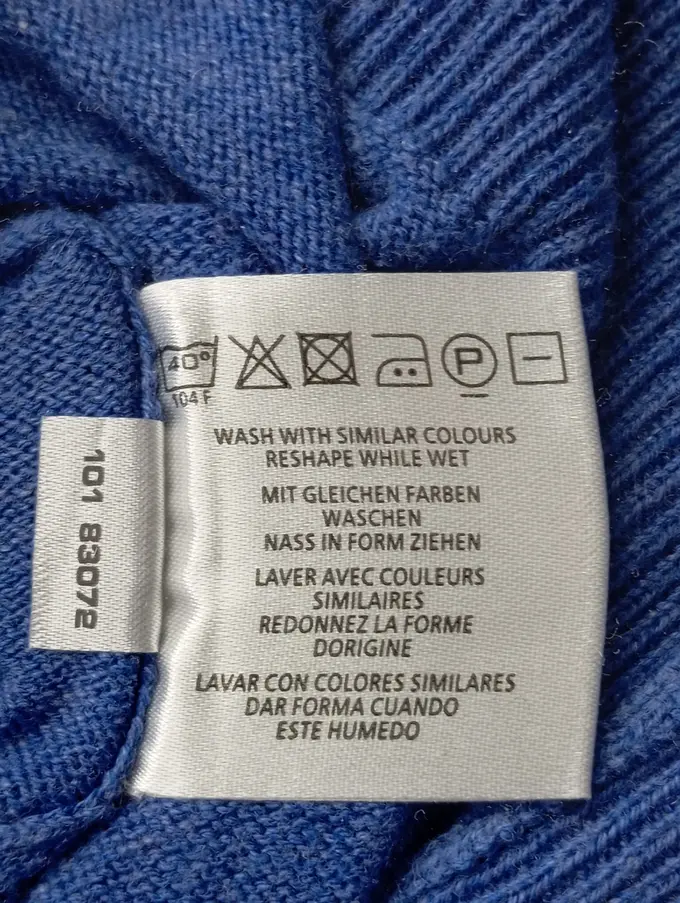 40°
104 F
P
WASH WITH SIMILAR COLOURS
RESHAPE WHILE WET
MIT GLEICHEN FARBEN
WASCHEN
NASS IN FORM ZIEHEN
LAVER AVEC COULEURS
SIMILAIRES
REDONNEZ LA FORME
DORIGINE
LAVAR CON COLORES SIMILARES
DAR FORMA CUANDO
ESTE HUMEDO
101 83072